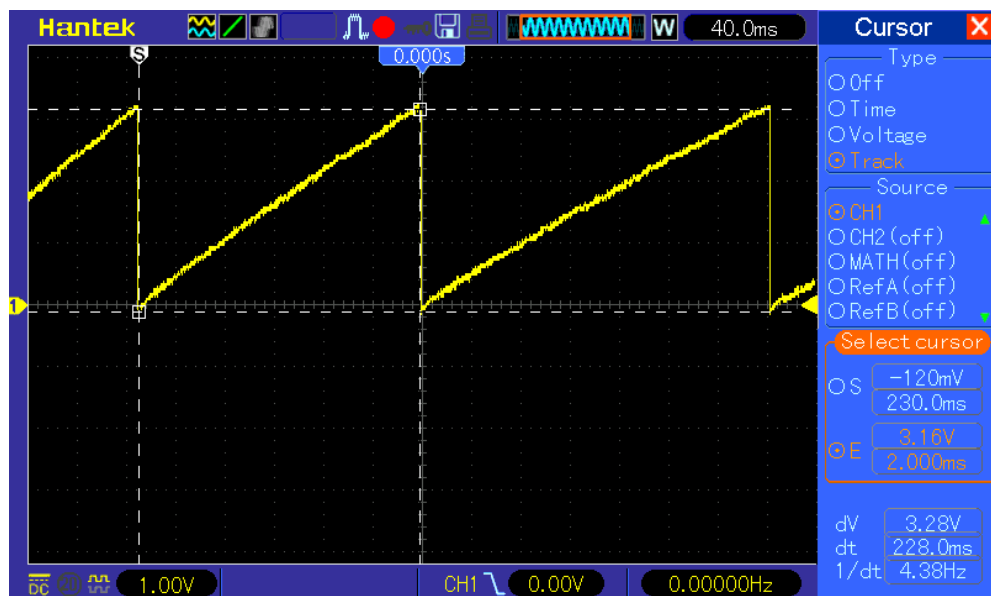 Hantek
W
40.0ms
Cursor
X
S
0.000s
Type
Off
Time
Voltage
Track
Source
CH1
CH2(off)
MATH(off)
RefA(off)
RefB(off)
1
Select cursor
S
-120mV
230.0ms
E
3.16V
2.000ms
dV
3.28V
dt
228.0ms
1/dt
4.38Hz
DC
1.00V
CH1
0.00V
0.00000Hz